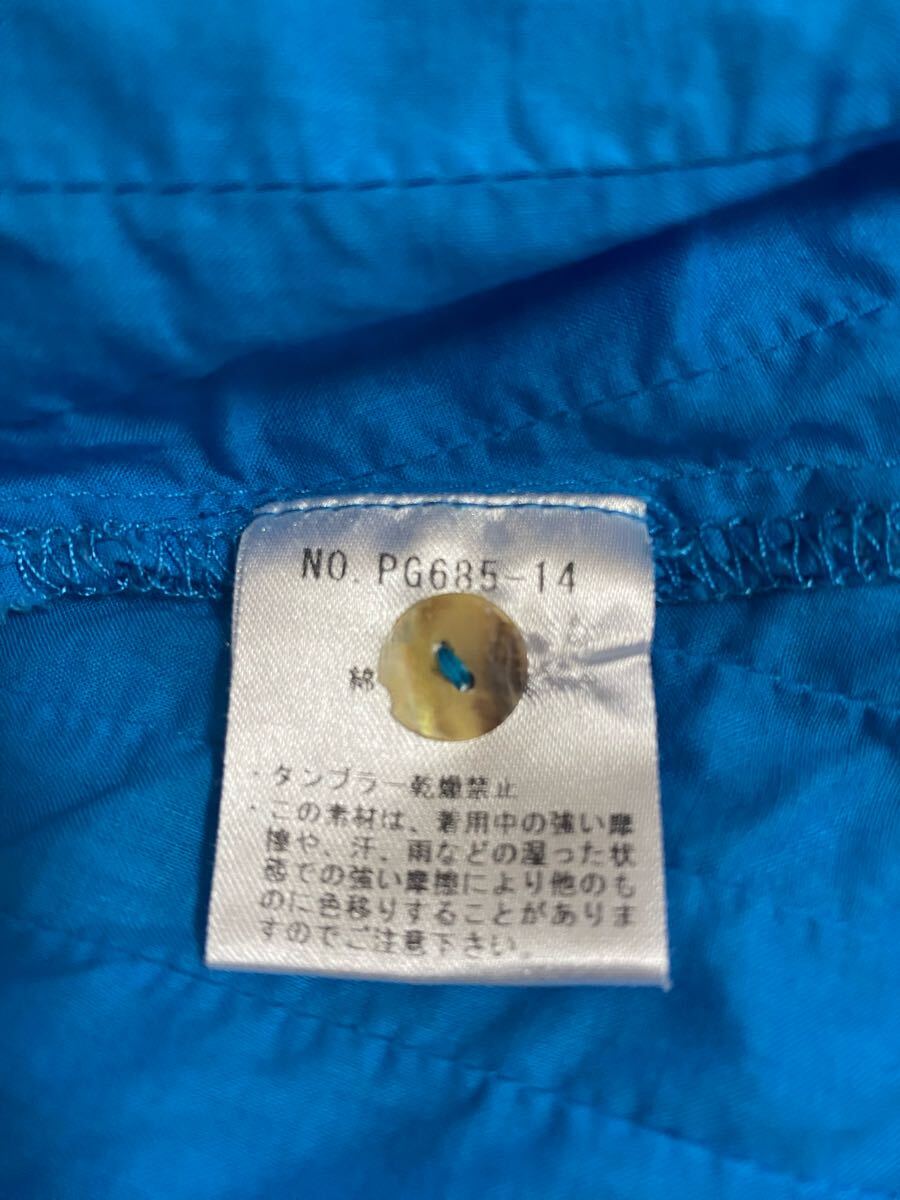 NO. PG685-14
綿
・タンブラー乾燥禁止
・この素材は、着用中の強い摩
擦や、汗、雨などの湿った状
態での強い摩擦により他のも
のに色移りすることがありま
すのでご注意下さい。